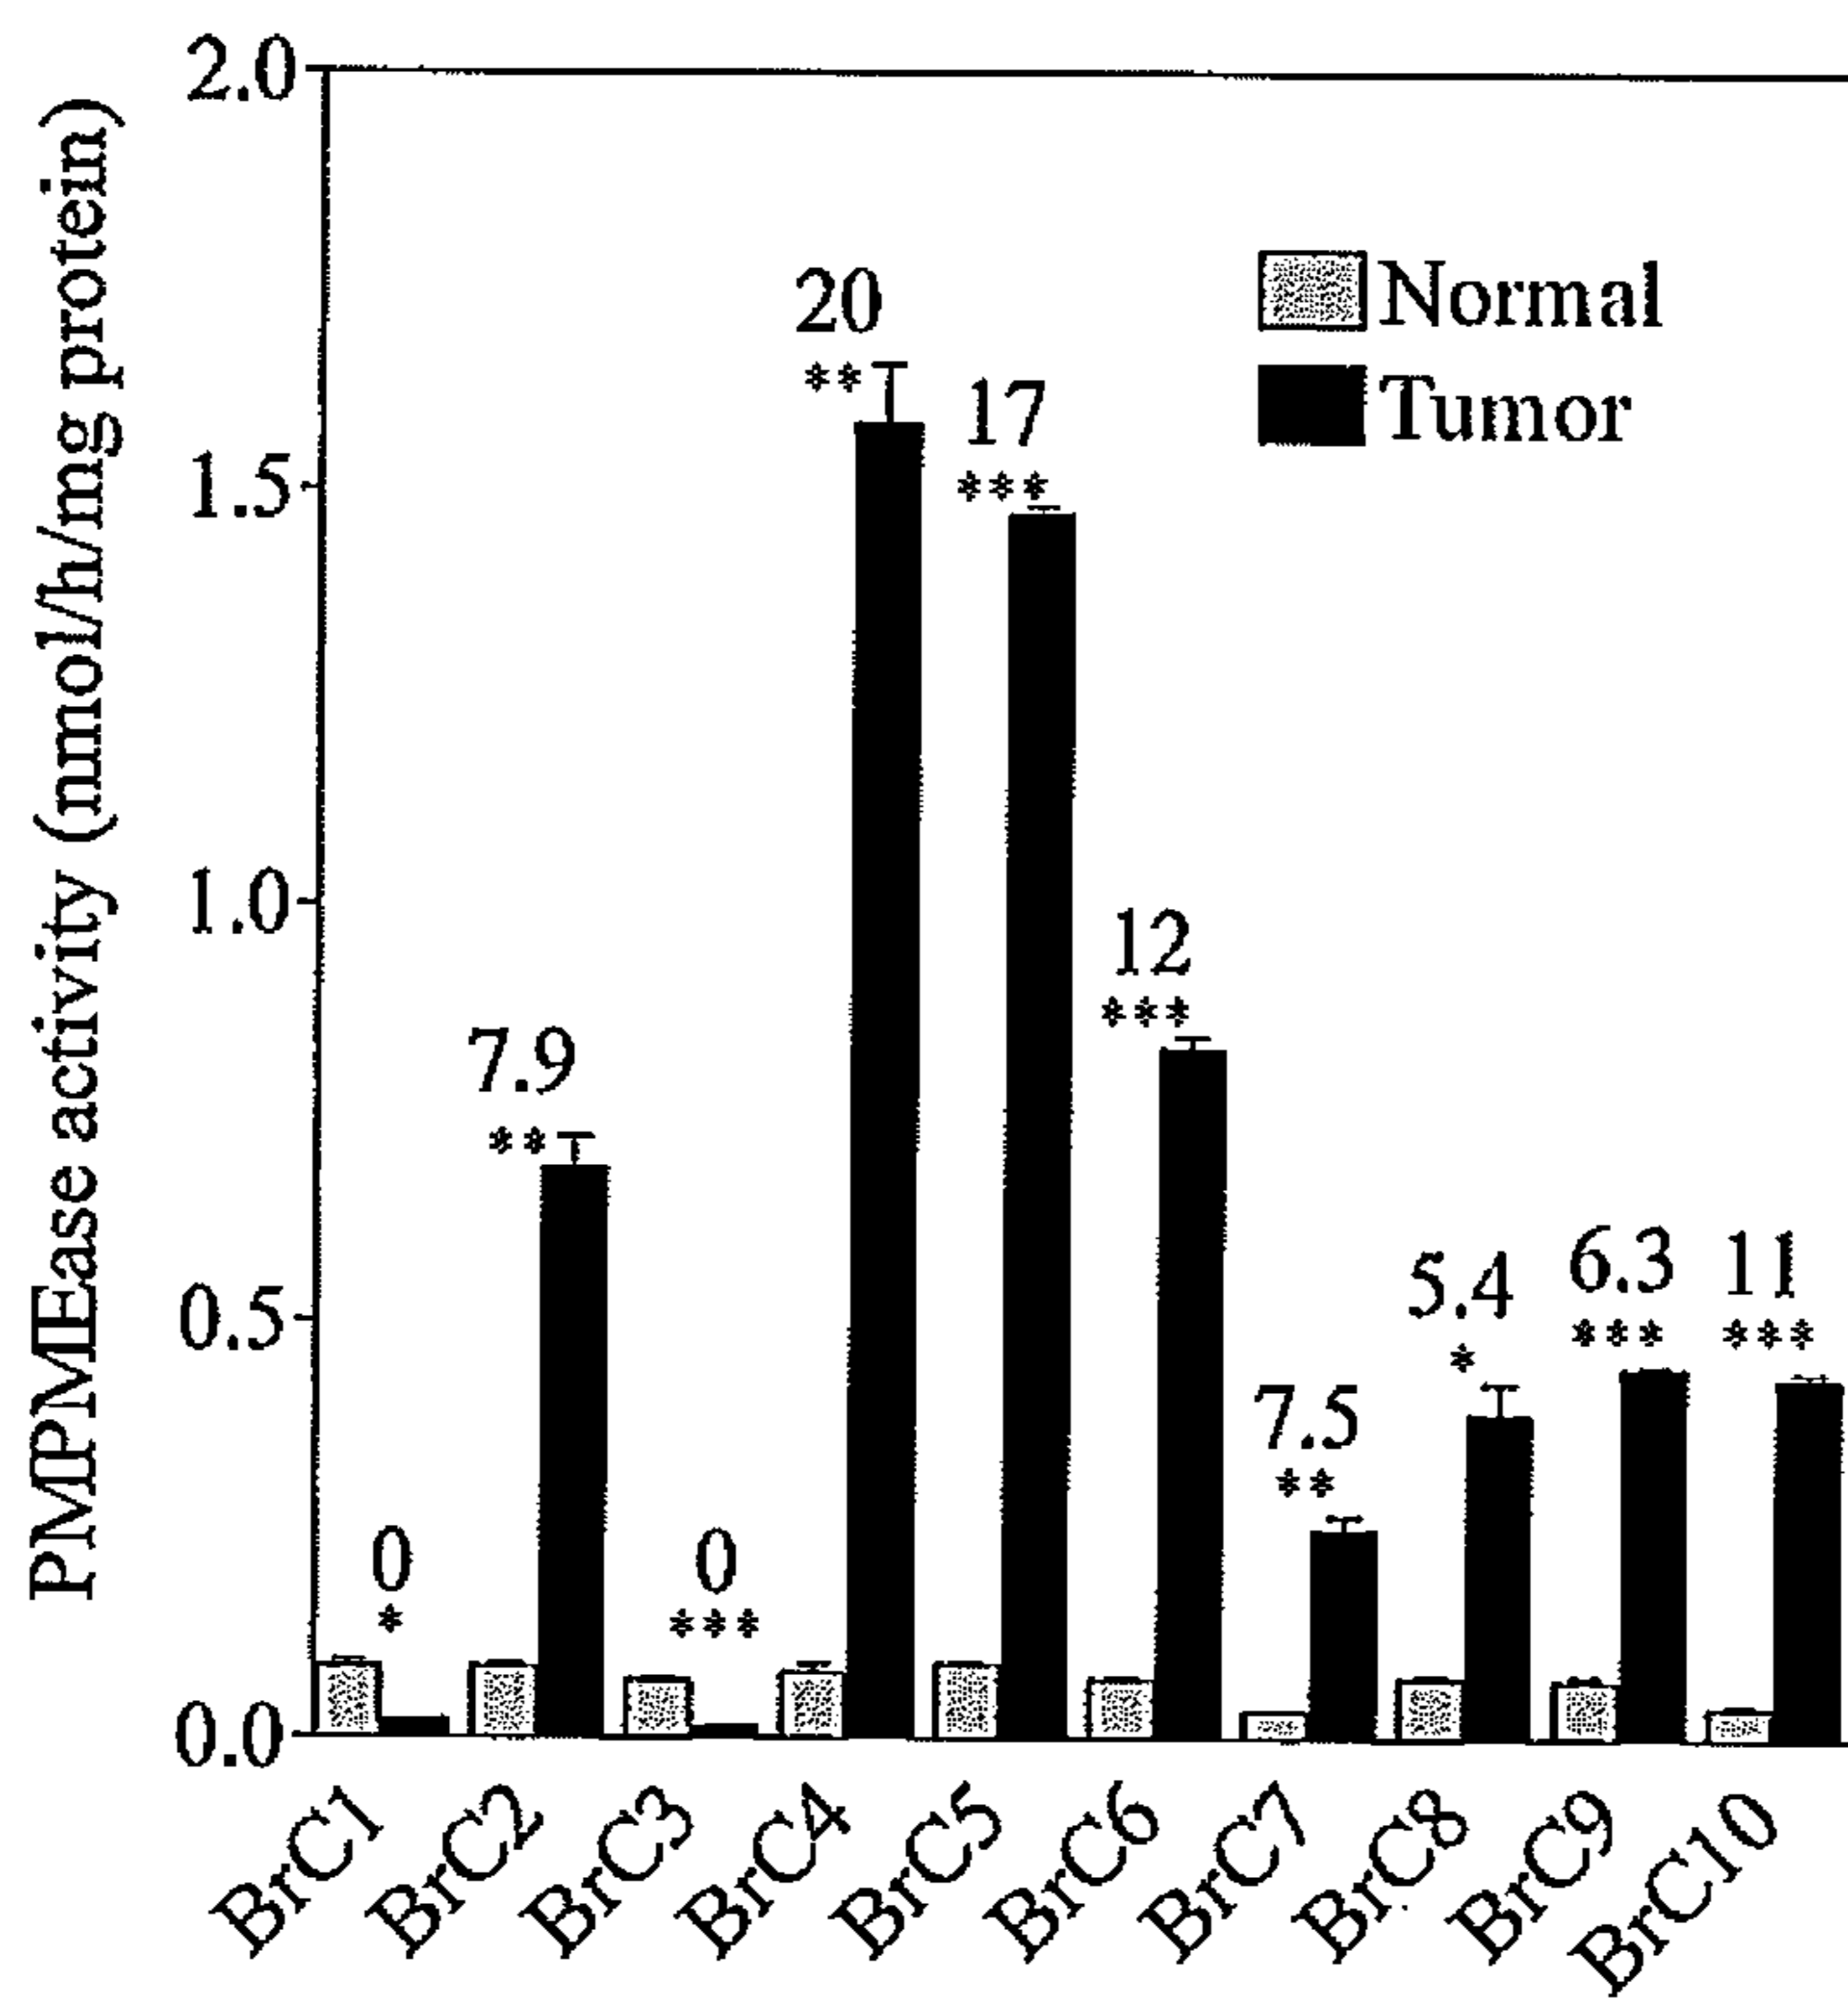 PMPMEase activity (nmol/h/mg protein)
2.0
1.5
1.0
0.5
0.0
Normal
Tumor
0
*
7.9
**
0
***
20
**
17
***
12
***
7.5
**
5.4
*
6.3
***
11
***
BrC1
BrC2
BrC3
BrC4
BrC5
BrC6
BrC7
BrC8
BrC9
BrC10